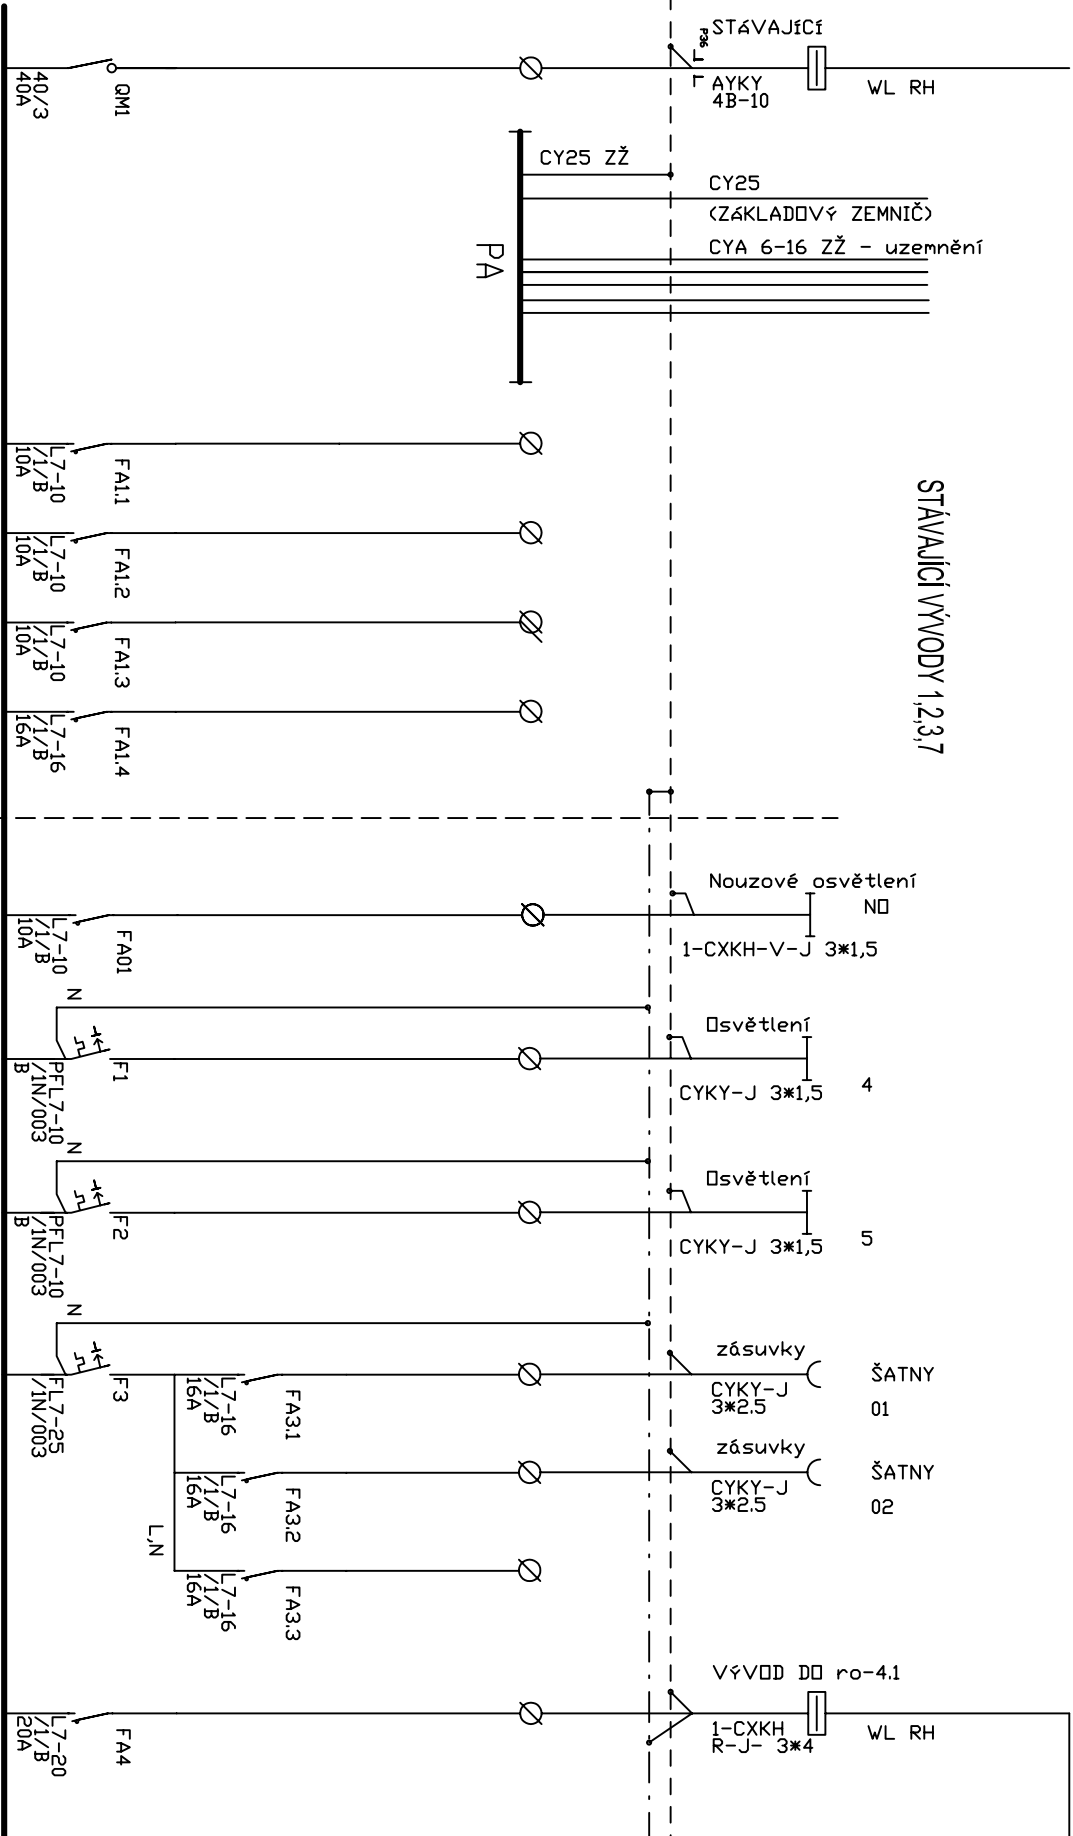 STÁVAJÍCÍ
P36
AYKY
4B-10
WL RH
QM1
40/3
40A
CY25 ZŽ
CY25
(ZÁKLADOVÝ ZEMNIČ)
CYA 6-16 ZŽ - uzemnění
PA
STÁVAJÍCÍ VÝVODY 1,2,3,7
FA1.1
L7-10
/1/B
10A
FA1.2
L7-10
/1/B
10A
FA1.3
L7-10
/1/B
10A
FA1.4
L7-16
/1/B
16A
Nouzové osvětlení
NO
1-CXKH-V-J 3*1,5
FA01
L7-10
/1/B
10A
N
Osvětlení
4
CYKY-J 3*1,5
F1
PFL7-10
/1N/003
B
N
Osvětlení
5
CYKY-J 3*1,5
F2
PFL7-10
/1N/003
B
N
zásuvky
ŠATNY
01
CYKY-J
3*2.5
F3
FL7-25
/1N/003
FA3.1
L7-16
/1/B
16A
zásuvky
ŠATNY
02
CYKY-J
3*2.5
FA3.2
L7-16
/1/B
16A
L,N
FA3.3
L7-16
/1/B
16A
VÝVOD DO ro-4.1
1-CXKH
R-J- 3*4
WL RH
FA4
L7-20
/1/B
20A